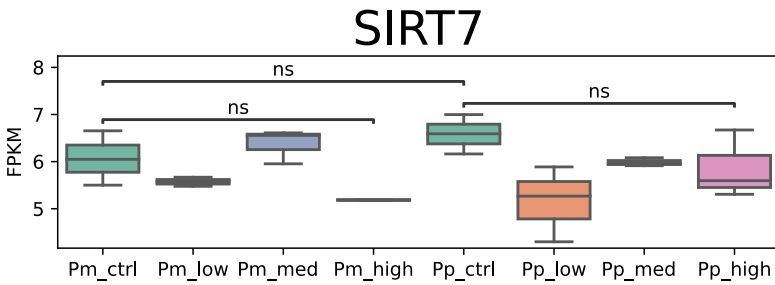 SIRT7
FPKM
8
7
6
5
ns
ns
ns
Pm_ctrl Pm_low Pm_med Pm_high Pp_ctrl Pp_low Pp_med Pp_high